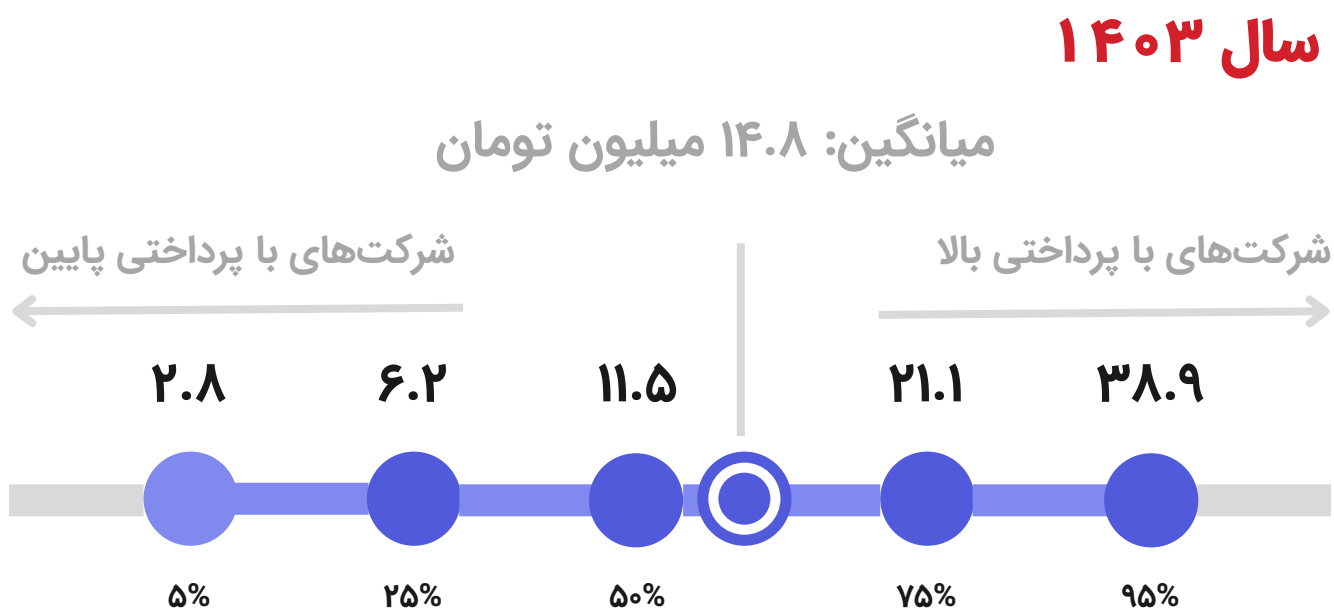 سال ۱۴۰۳
میانگین: ۱۴.۸ میلیون تومان
شرکت‌های با پرداختی بالا
شرکت‌های با پرداختی پایین
۲.۸ ۶.۲ ۱۱.۵ ۲۱.۱ ۳۸.۹
۵% ۲۵% ۵۰% ۷۵% ۹۵%